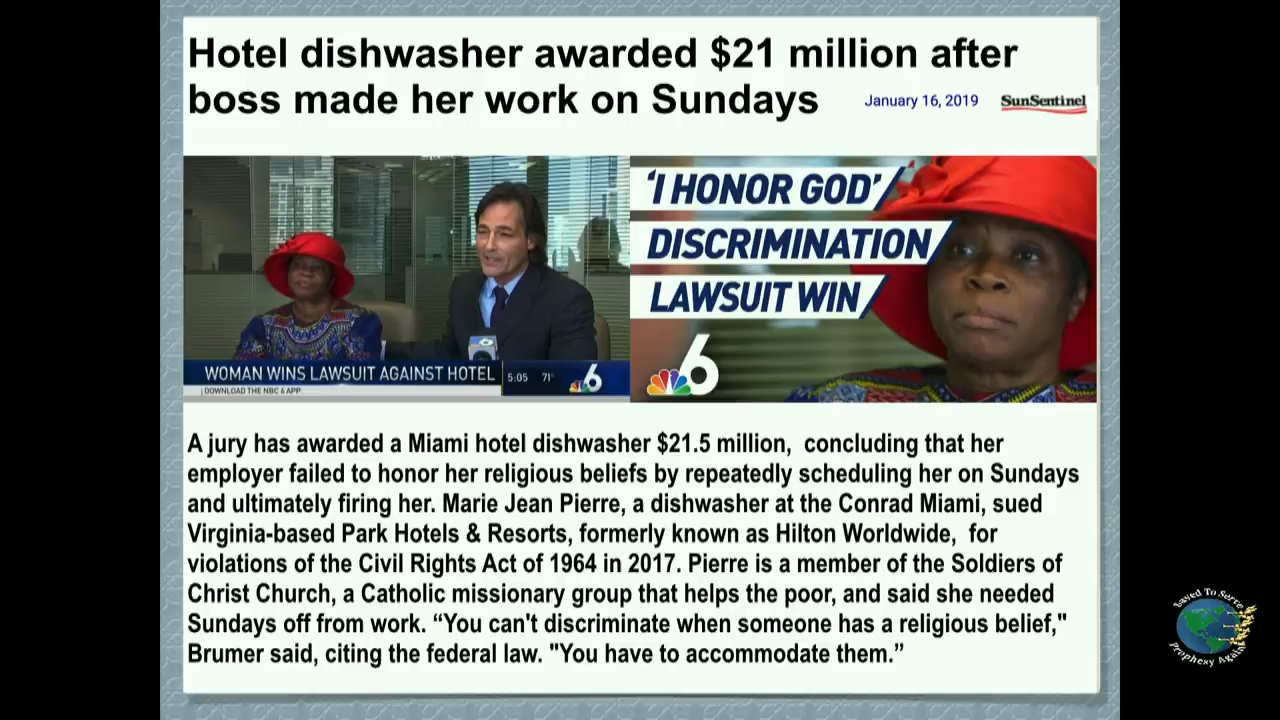 Hotel dishwasher awarded $21 million after
boss made her work on Sundays
January 16, 2019
SunSentinel
WOMAN WINS LAWSUIT AGAINST HOTEL
5:05 71°
6
DOWNLOAD THE NBC 6 APP
'I HONOR GOD'
DISCRIMINATION
LAWSUIT WIN
6
A jury has awarded a Miami hotel dishwasher $21.5 million, concluding that her
employer failed to honor her religious beliefs by repeatedly scheduling her on Sundays
and ultimately firing her. Marie Jean Pierre, a dishwasher at the Conrad Miami, sued
Virginia-based Park Hotels & Resorts, formerly known as Hilton Worldwide, for
violations of the Civil Rights Act of 1964 in 2017. Pierre is a member of the Soldiers of
Christ Church, a Catholic missionary group that helps the poor, and said she needed
Sundays off from work. “You can't discriminate when someone has a religious belief,"
Brumer said, citing the federal law. "You have to accommodate them.”
Saved To Serve
Prophesy Again